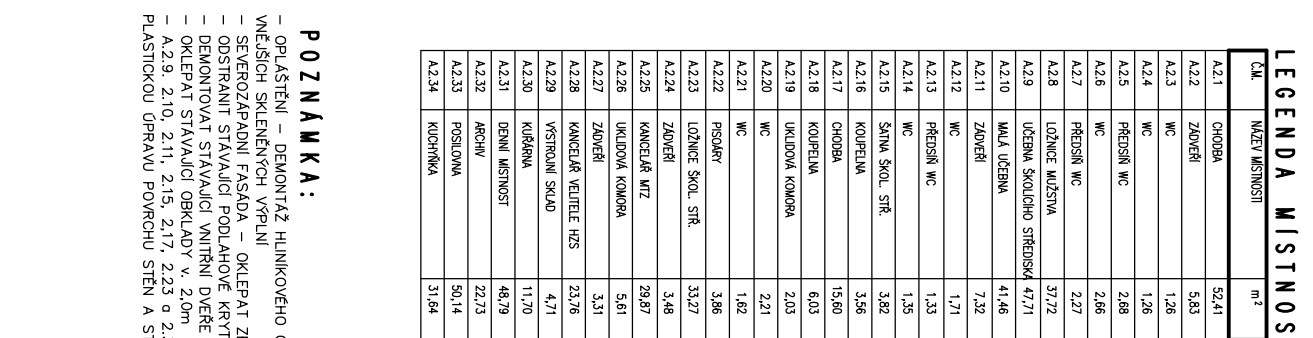 LEGENDA MÍSTNOS
Č.M. NÁZEV MÍSTNOSTI m²
A.2.1 CHODBA 52,41
A.2.2 ZÁDVEŘÍ 5,83
A.2.3 WC 1,26
A.2.4 WC 1,26
A.2.5 PŘEDSÍŇ WC 2,68
A.2.6 WC 2,66
A.2.7 PŘEDSÍŇ WC 2,27
A.2.8 LOŽNICE MUŽSTVA 37,72
A.2.9 UČEBNA ŠKOLÍCIHO STŘEDISKA 47,71
A.2.10 MALÁ UČEBNA 41,46
A.2.11 ZÁDVEŘÍ 7,32
A.2.12 WC 1,71
A.2.13 PŘEDSÍŇ WC 1,33
A.2.14 WC 1,35
A.2.15 ŠATNA ŠKOL. STŘ. 3,82
A.2.16 KOUPELNA 3,56
A.2.17 CHODBA 15,60
A.2.18 KOUPELNA 6,03
A.2.19 UKLIDOVÁ KOMORA 2,03
A.2.20 WC 2,21
A.2.21 WC 1,62
A.2.22 PISOÁRY 3,86
A.2.23 LOŽNICE ŠKOL. STŘ. 33,27
A.2.24 ZÁDVEŘÍ 3,48
A.2.25 KANCELÁŘ MTZ 29,87
A.2.26 UKLIDOVÁ KOMORA 5,61
A.2.27 ZÁDVEŘÍ 3,31
A.2.28 KANCELÁŘ VELITELE HZS 23,76
A.2.29 VÝSTROJNÍ SKLAD 4,71
A.2.30 KUŘÁRNA 11,70
A.2.31 DENNÍ MÍSTNOST 48,79
A.2.32 ARCHIV 22,73
A.2.33 POSILOVNA 50,14
A.2.34 KUCHYŇKA 31,64
POZNÁMKA:
- OPLÁŠTĚNÍ - DEMONTÁŽ HLINÍKOVÉHO
VNĚJŠÍCH SKLENĚNÝCH VÝPLNÍ
- SEVEROZÁPADNÍ FASÁDA - OKLEPAT
- ODSTRANIT STÁVAJÍCÍ PODLAHOVÉ KRYT
- DEMONTOVAT STÁVAJÍCÍ VNITŘNÍ DVEŘE
- OKLEPAT STÁVAJÍCÍ OBKLADY v. 2,0m
- A.2.9. 2.10, 2.11, 2.15, 2,17, 2.23 a 2.
PLASTICKOU ÚPRAVU POVRCHU STĚN A